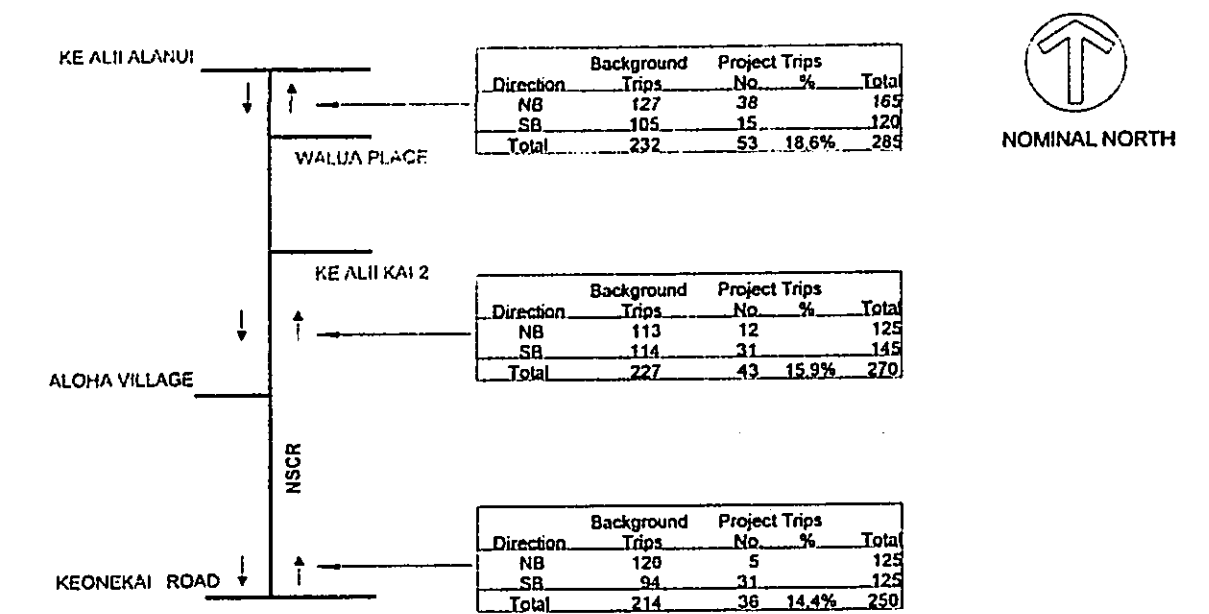 KE ALII ALANUI
Background Project Trips
Direction Trips No. % Total
NB 127 38 165
SB 105 15 120
Total 232 53 18.6% 285
NOMINAL NORTH
WALUA PLACE
KE ALII KAI 2
Background Project Trips
Direction Trips No. % Total
NB 113 12 125
SB 114 31 145
Total 227 43 15.9% 270
ALOHA VILLAGE
NSCR
Background Project Trips
Direction Trips No. % Total
NB 120 5 125
SB 94 31 125
Total 214 36 14.4% 250
KEONEKAI ROAD